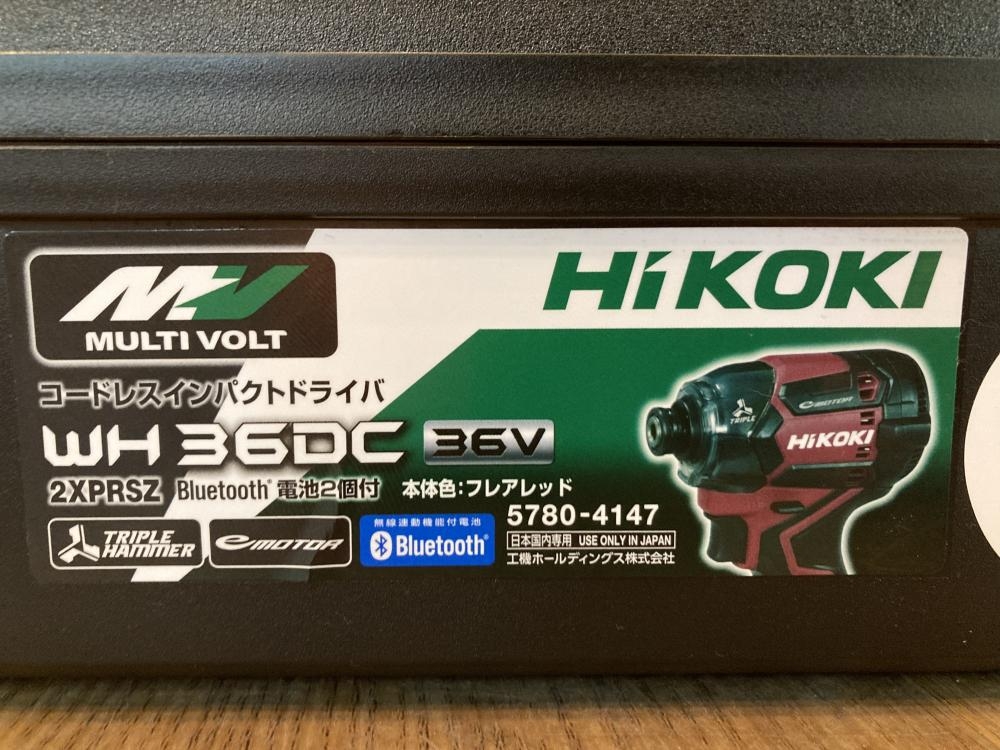 MV
MULTI VOLT
HiKOKI
コードレスインパクトドライバ
WH 36DC 36V
2XPRSZ Bluetooth® 電池2個付 本体色:フレアレッド
TRIPLE HAMMER
e MOTOR
無線連動機能付電池
Bluetooth®
5780-4147
日本国内専用 USE ONLY IN JAPAN
工機ホールディングス株式会社
TRIPLE
e MOTOR
HiKOKI